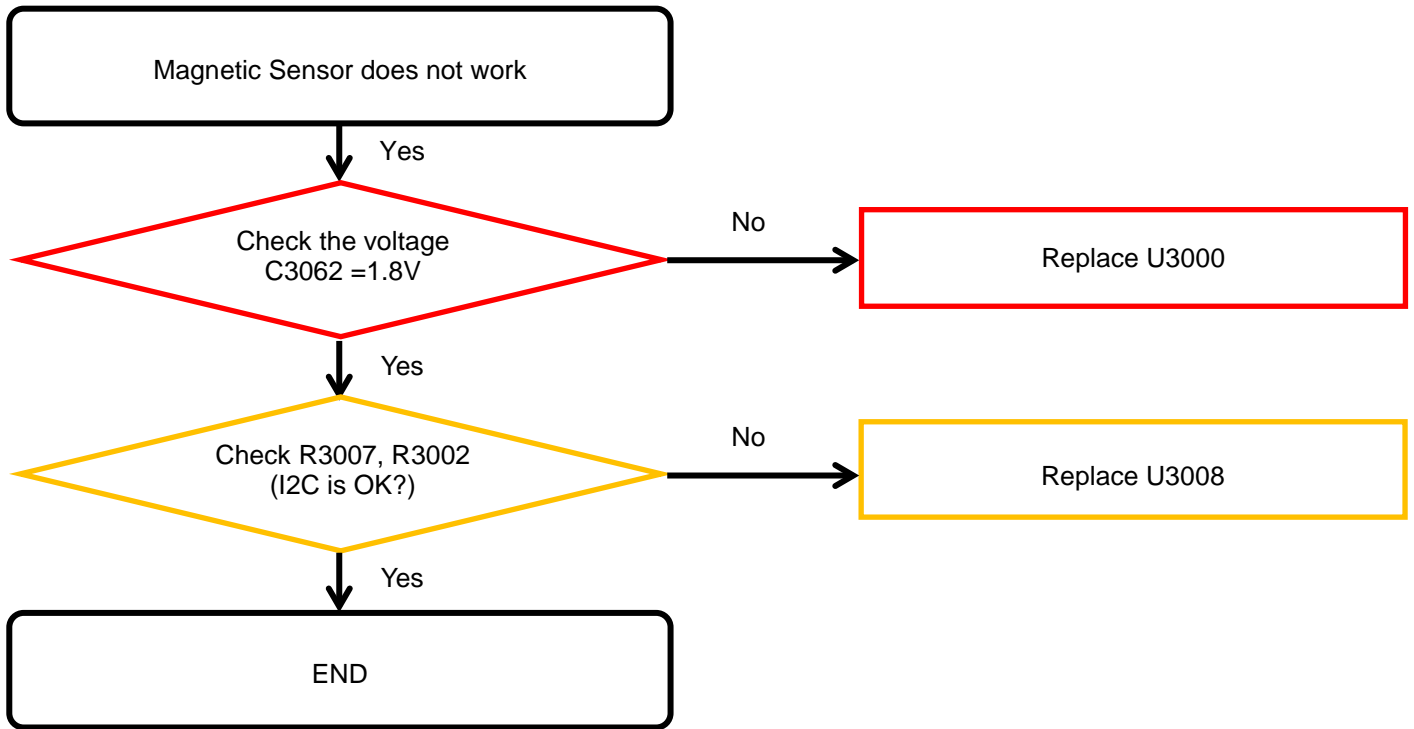 Magnetic Sensor does not work
Yes
Check the voltage
C3062 =1.8V
No
Replace U3000
Yes
Check R3007, R3002
(I2C is OK?)
No
Replace U3008
Yes
END